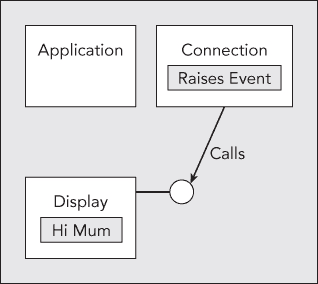 Application
Connection
Raises Event
Calls
Display
Hi Mum